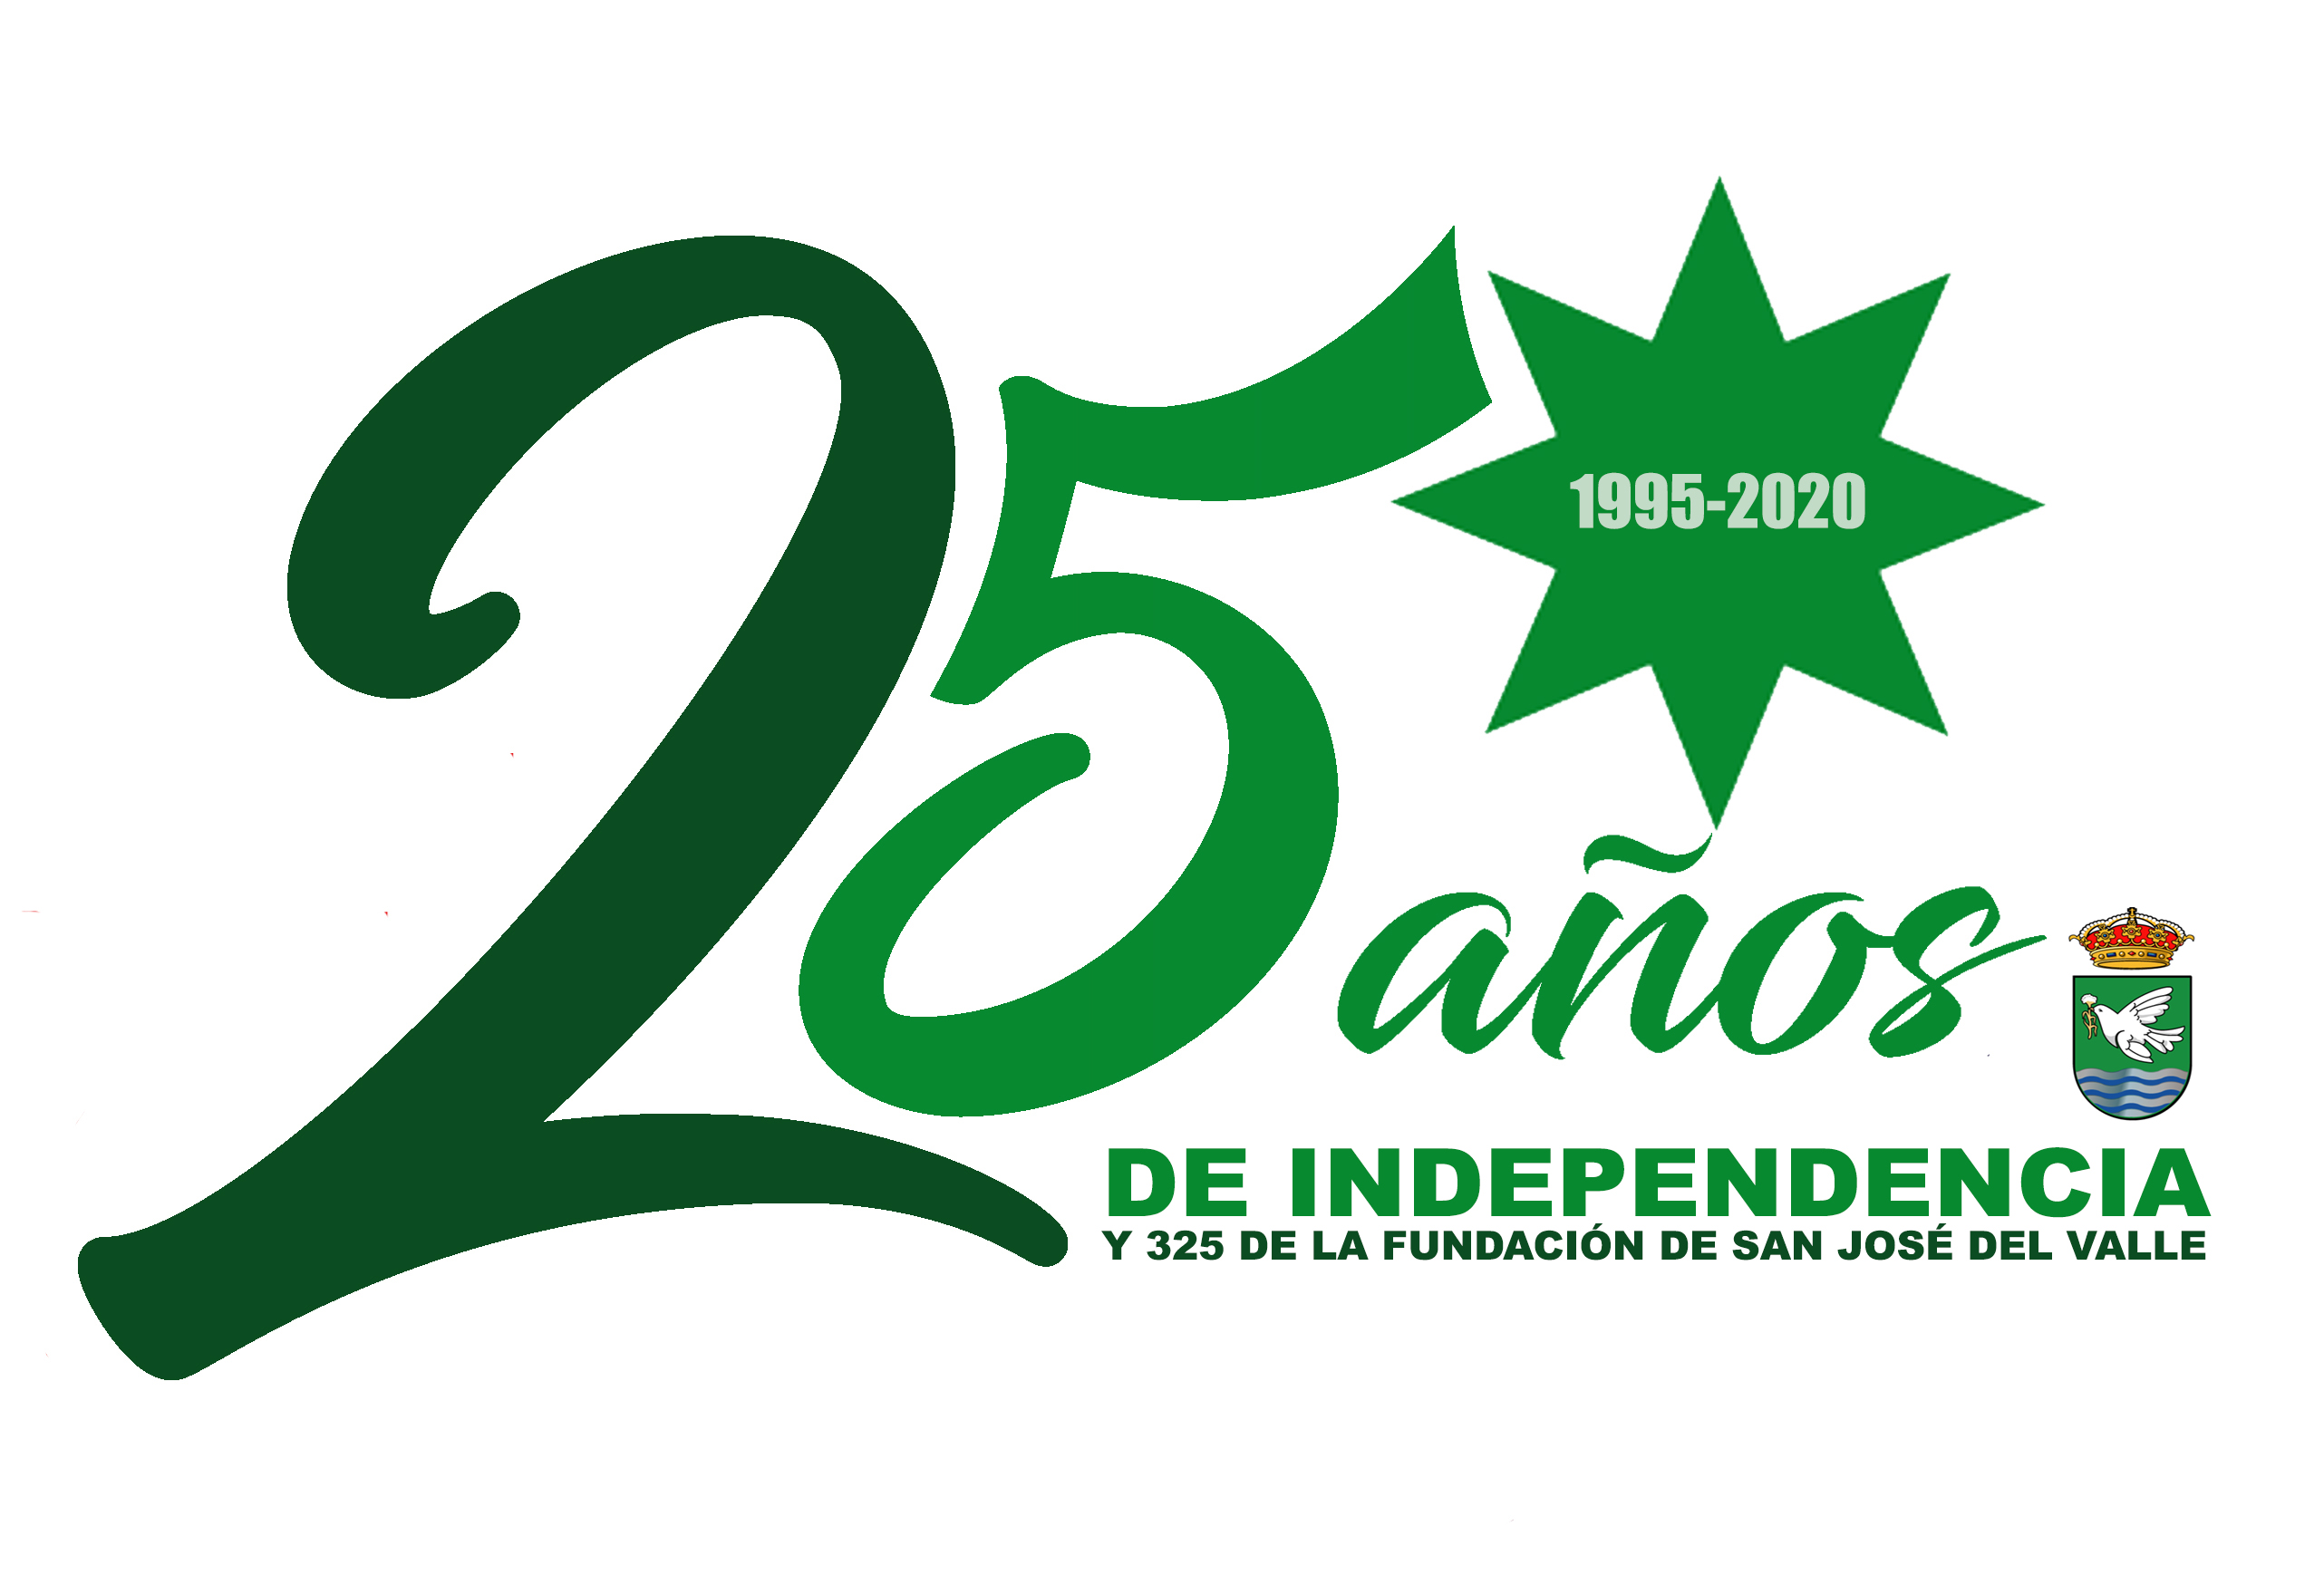 25
1995-2020
años
DE INDEPENDENCIA
Y 325 DE LA FUNDACIÓN DE SAN JOSÉ DEL VALLE